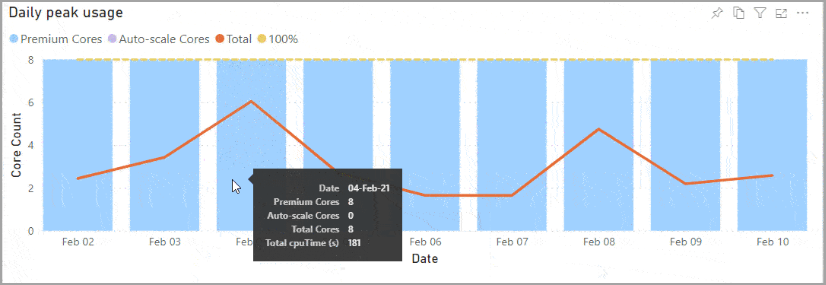 Daily peak usage
Premium Cores Auto-scale Cores Total 100%
8
6
4
2
0
Core Count
Date 04-Feb-21
Premium Cores 8
Auto-scale Cores 0
Total Cores 8
Total cpuTime (s) 181
Feb 02 Feb 03 Feb Feb 06 Feb 07 Feb 08 Feb 09 Feb 10
Date